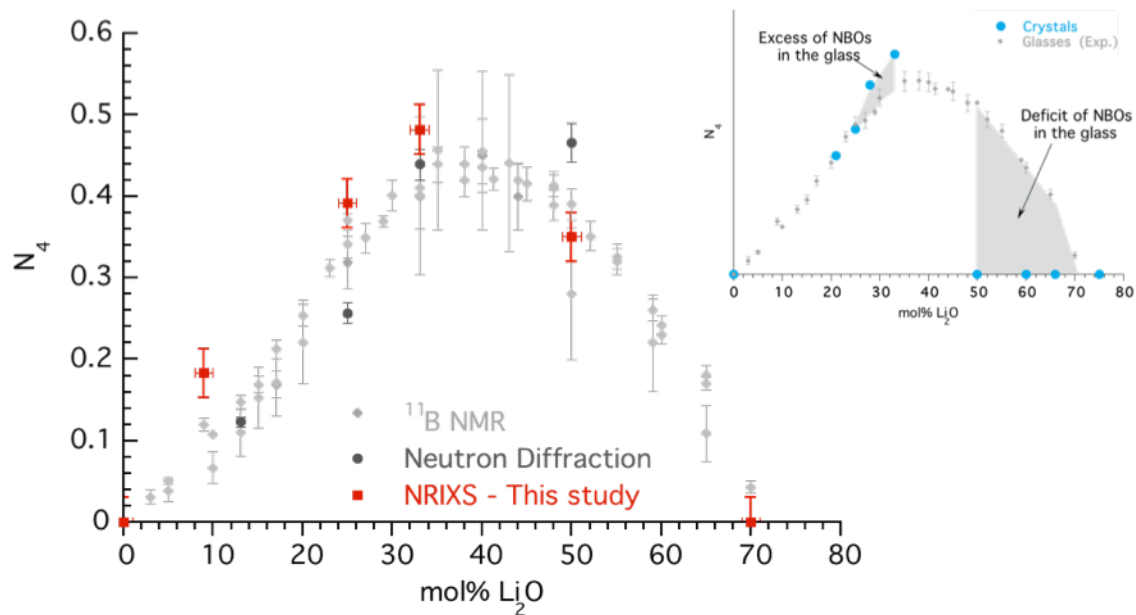 0.6
0.5
0.4
0.3
0.2
0.1
0
N4
0 10 20 30 40 50 60 70 80
mol% Li2O
11B NMR
Neutron Diffraction
NRIXS - This study
Crystals
Glasses (Exp.)
Excess of NBOs
in the glass
Deficit of NBOs
in the glass
N4
0 10 20 30 40 50 60 70 80
mol% Li2O